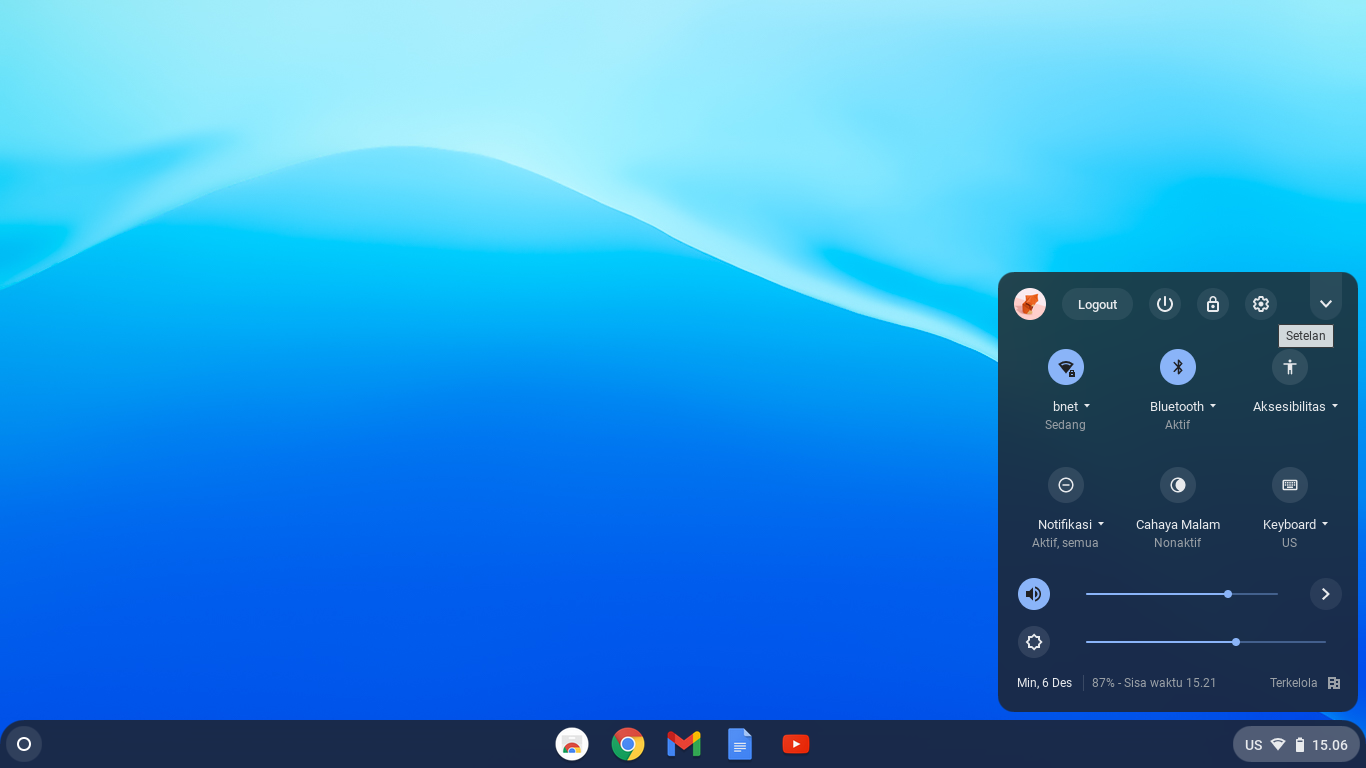 Logout
Setelan
bnet
Sedang
Bluetooth
Aktif
Aksesibilitas
Notifikasi
Aktif, semua
Cahaya Malam
Nonaktif
Keyboard
US
Min, 6 Des
87% - Sisa waktu 15.21
Terkelola
US 15.06